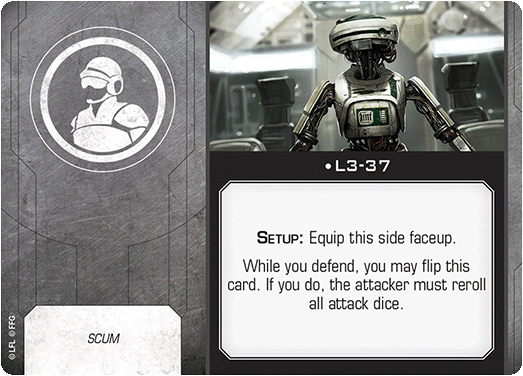 • L3-37
SETUP: Equip this side faceup.
While you defend, you may flip this
card. If you do, the attacker must reroll
all attack dice.
SCUM
© LFL © FFG